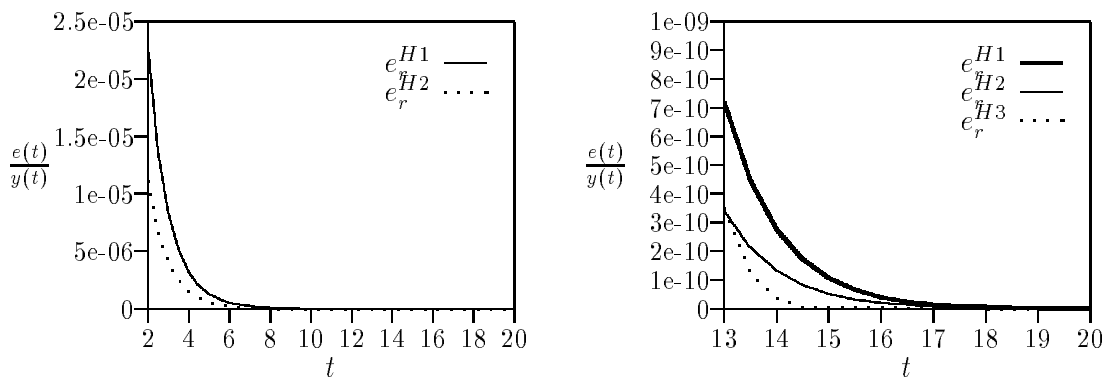 2.5e-05
2e-05
1.5e-05
1e-05
5e-06
0
e(t)
y(t)
2 4 6 8 10 12 14 16 18 20
t
e_r^{H1}
e_r^{H2}
1e-09
9e-10
8e-10
7e-10
6e-10
5e-10
4e-10
3e-10
2e-10
1e-10
0
e(t)
y(t)
13 14 15 16 17 18 19 20
t
e_r^{H1}
e_r^{H2}
e_r^{H3}